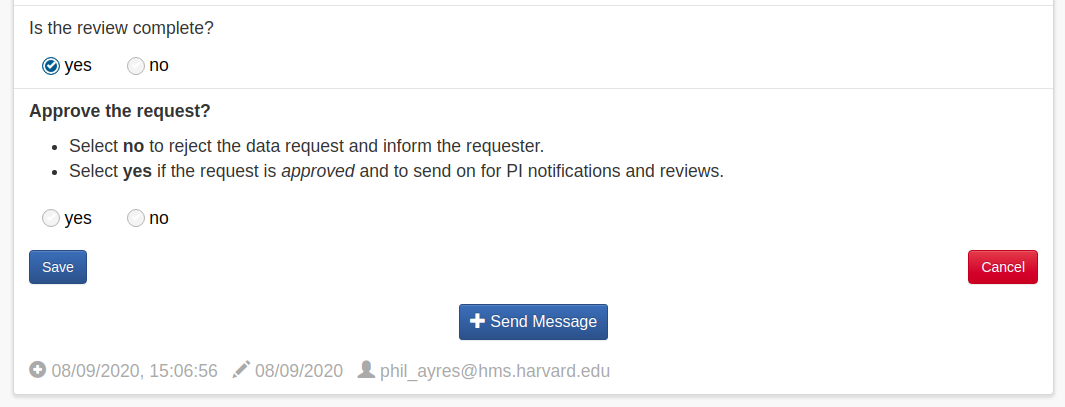 Is the review complete?
yes no
Approve the request?
• Select no to reject the data request and inform the requester.
• Select yes if the request is approved and to send on for PI notifications and reviews.
yes no
Save Cancel
Send Message
08/09/2020, 15:06:56 08/09/2020 phil_ayres@hms.harvard.edu